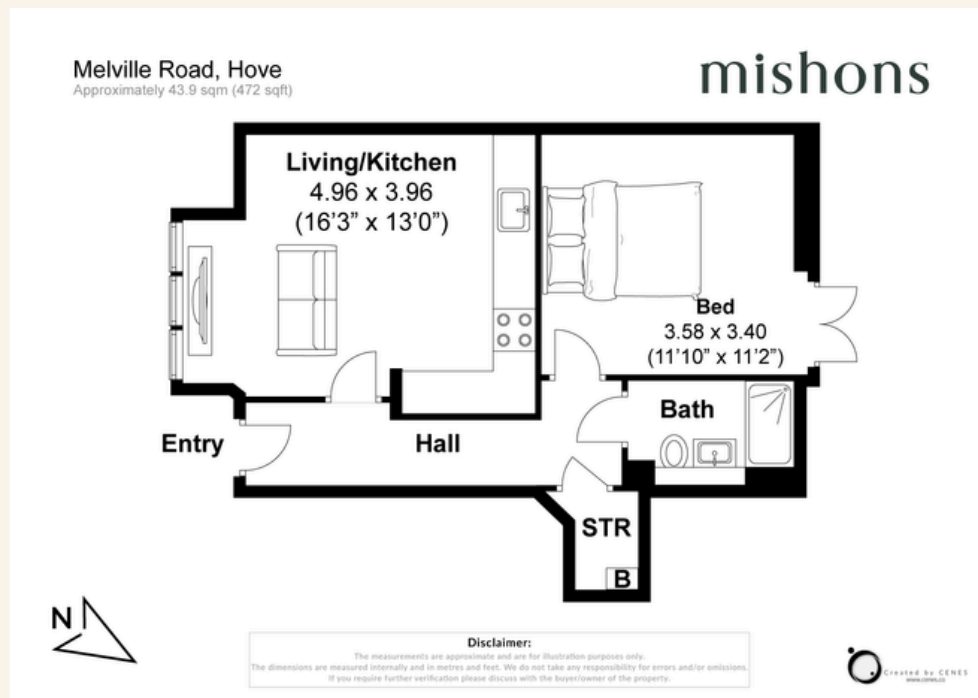 Melville Road, Hove
Approximately 43.9 sqm (472 sqft)
mishons
Living/Kitchen
4.96 x 3.96
(16’3” x 13’0”)
Bed
3.58 x 3.40
(11’10” x 11’2”)
Bath
Entry
Hall
STR
B
N
Disclaimer:
The measurements are approximate and are for illustration purposes only.
The dimensions are measured internally and in metres and feet. We do not take any responsibility for errors and/or omissions.
If you require further verification please discuss with the buyer/owner of the property.
Created by CENES
www.cenes.co